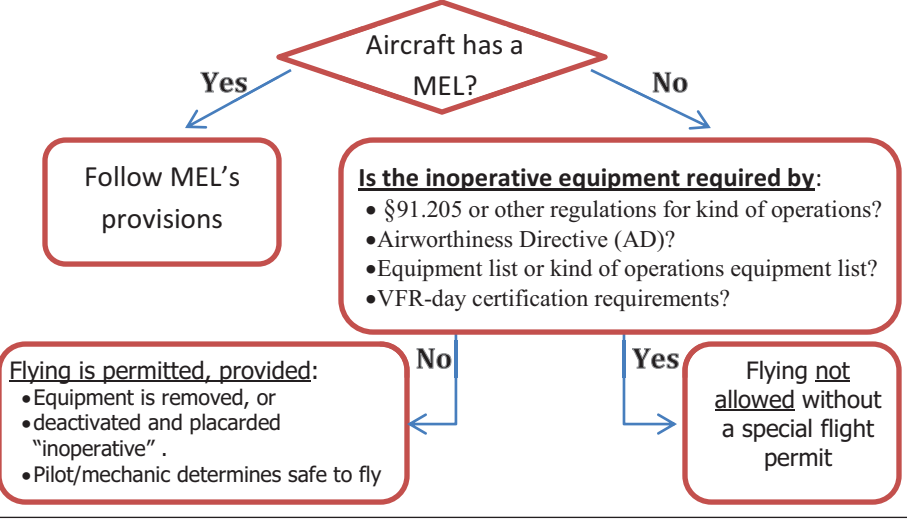 Aircraft has a
MEL?
Yes
No
Follow MEL’s
provisions
Is the inoperative equipment required by:
• §91.205 or other regulations for kind of operations?
•Airworthiness Directive (AD)?
•Equipment list or kind of operations equipment list?
•VFR-day certification requirements?
No
Yes
Flying is permitted, provided:
•Equipment is removed, or
•deactivated and placarded
“inoperative” .
•Pilot/mechanic determines safe to fly
Flying not
allowed without
a special flight
permit